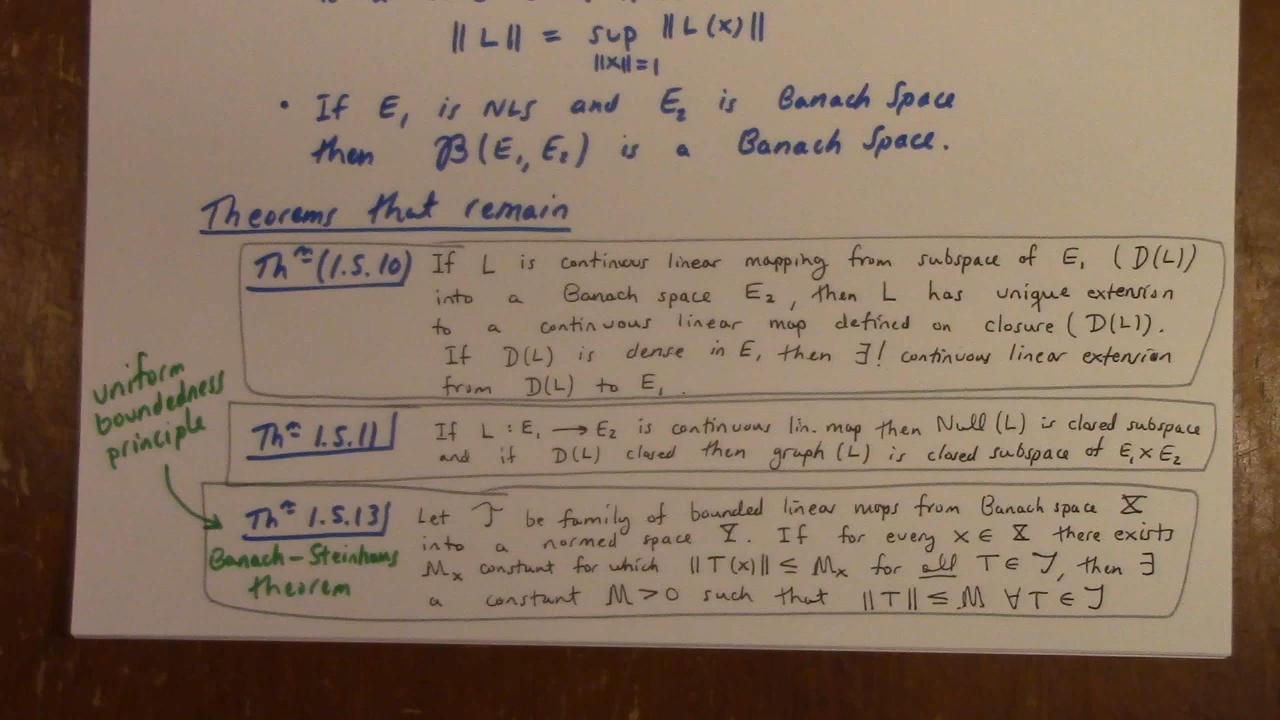 ‖L‖ = sup ‖L(x)‖
‖x‖=1
• If E₁ is NLS and E₂ is Banach Space
then B(E₁, E₂) is a Banach Space.
Theorems that remain
Thᵐ (1.5.10) If L is continuous linear mapping from subspace of E₁ (D(L))
into a Banach space E₂, then L has unique extension
to a continuous linear map defined on closure (D(L)).
If D(L) is dense in E₁ then ∃! continuous linear extension
from D(L) to E₁.
uniform
boundedness
principle
Thᵐ 1.5.11 If L : E₁ → E₂ is continuous lin. map then Null(L) is closed subspace
and if D(L) closed then graph(L) is closed subspace of E₁ x E₂
Thᵐ 1.5.13 Let T be family of bounded linear maps from Banach space X
into a normed space Y. If for every x ∈ X there exists
Mₓ constant for which ‖T(x)‖ ≤ Mₓ for all T ∈ T, then ∃
a constant M > 0 such that ‖T‖ ≤ M ∀ T ∈ T
Banach-Steinhaus
theorem